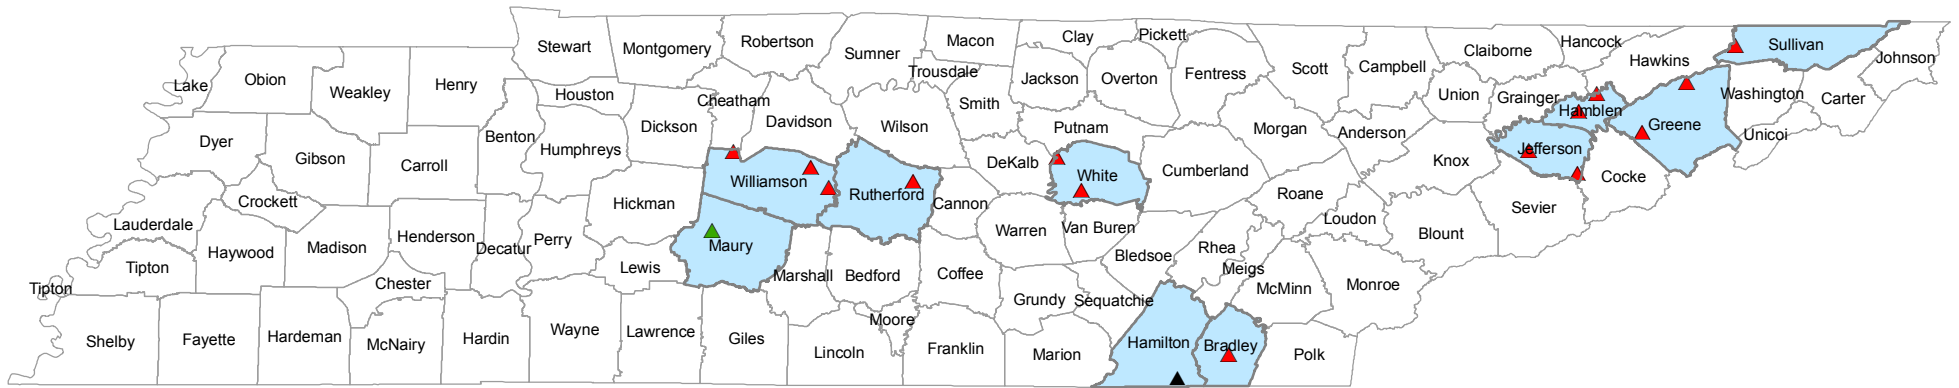 Stewart
Montgomery
Robertson
Sumner
Macon
Clay
Pickett
Trousdale
Jackson
Overton
Fentress
Scott
Campbell
Claiborne
Hancock
Hawkins
Sullivan
Johnson
Lake
Obion
Weakley
Henry
Houston
Cheatham
Dickson
Davidson
Wilson
Smith
Putnam
Morgan
Anderson
Union
Grainger
Hamblen
Greene
Washington
Carter
Unicoi
Dyer
Gibson
Carroll
Benton
Humphreys
Williamson
Rutherford
DeKalb
White
Cumberland
Knox
Jefferson
Cocke
Crockett
Lauderdale
Haywood
Madison
Henderson
Decatur
Perry
Hickman
Maury
Cannon
Warren
Van Buren
Roane
Loudon
Blount
Sevier
Tipton
Tipton
Chester
Lewis
Marshall
Bedford
Coffee
Grundy
Sequatchie
Bledsoe
Rhea
Meigs
McMinn
Monroe
Shelby
Fayette
Hardeman
McNairy
Hardin
Wayne
Lawrence
Giles
Lincoln
Moore
Franklin
Marion
Hamilton
Bradley
Polk